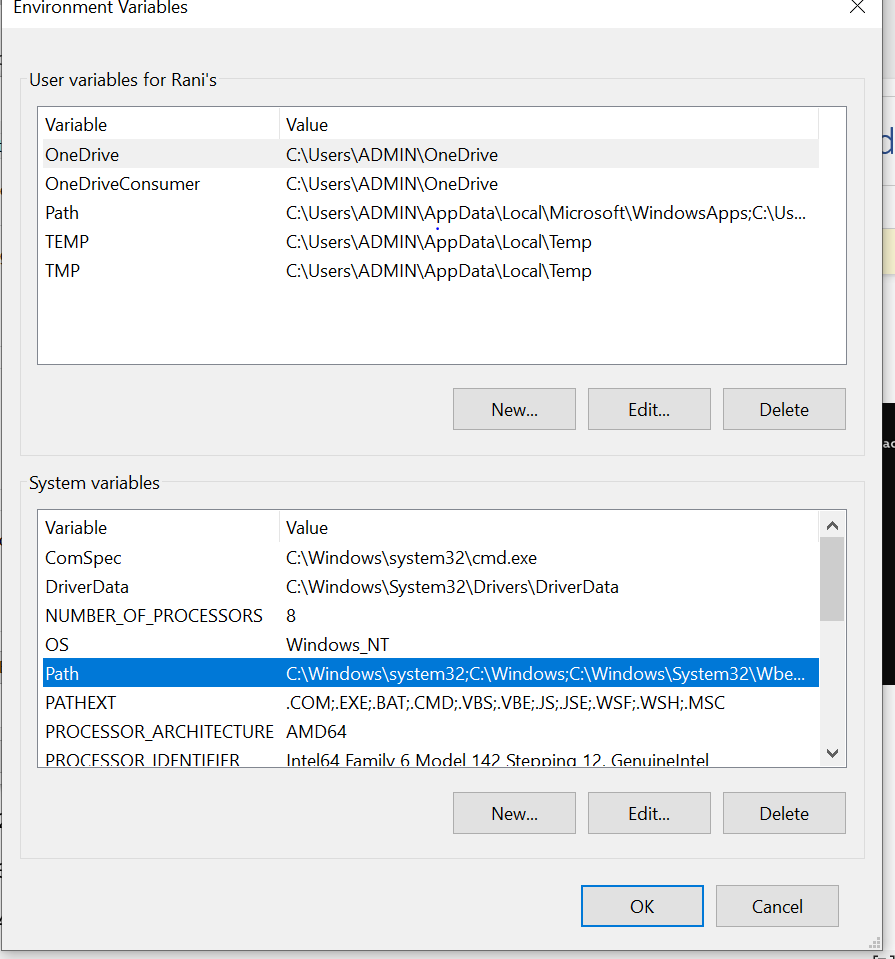 Environment Variables
User variables for Rani's
Variable Value
OneDrive C:\Users\ADMIN\OneDrive
OneDriveConsumer C:\Users\ADMIN\OneDrive
Path C:\Users\ADMIN\AppData\Local\Microsoft\WindowsApps;C:\Us...
TEMP C:\Users\ADMIN\AppData\Local\Temp
TMP C:\Users\ADMIN\AppData\Local\Temp
New... Edit... Delete
System variables
Variable Value
ComSpec C:\Windows\system32\cmd.exe
DriverData C:\Windows\System32\Drivers\DriverData
NUMBER_OF_PROCESSORS 8
OS Windows_NT
Path C:\Windows\system32;C:\Windows;C:\Windows\System32\Wbe...
PATHEXT .COM;.EXE;.BAT;.CMD;.VBS;.VBE;.JS;.JSE;.WSF;.WSH;.MSC
PROCESSOR_ARCHITECTURE AMD64
PROCESSOR_IDENTIFIER Intel64 Family 6 Model 142 Stepping 12, GenuineIntel
New... Edit... Delete
OK Cancel